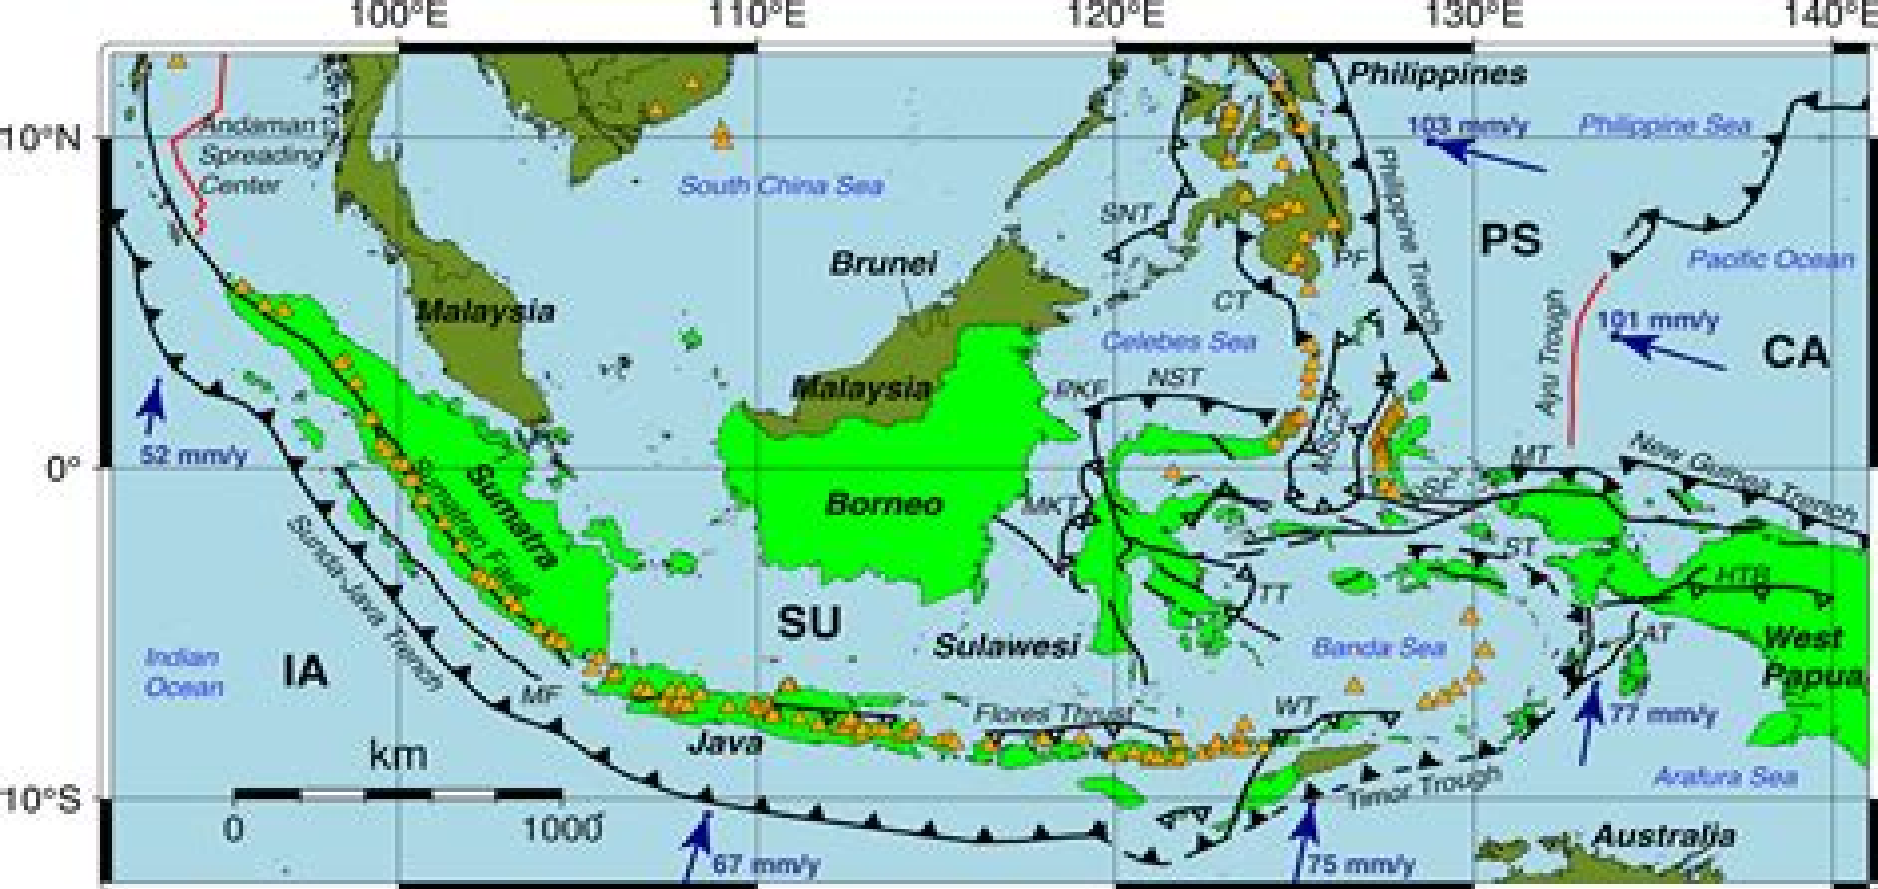 100°E
110°E
120°E
130°E
140°E
Philippines
10°N
Andaman
Spreading
Center
South China Sea
103 mm/y
Philippine Sea
Philippine Trench
SNT
PS
Brunei
PF
Pacific Ocean
Malaysia
CT
Celebes Sea
Ayu Trough
101 mm/y
CA
Malaysia
PKF
NST
MSCZ
52 mm/y
0°
MT
New Guinea Trench
Sumatra
Sumatran Fault
Borneo
MKT
SF
Sunda-Java Trench
ST
HTB
TT
SU
Sulawesi
Banda Sea
AT
West
Papua
Indian
Ocean
IA
MF
Flores Thrust
WT
77 mm/y
Java
km
Timor Trough
Arafura Sea
10°S
0
1000
Australia
67 mm/y
75 mm/y